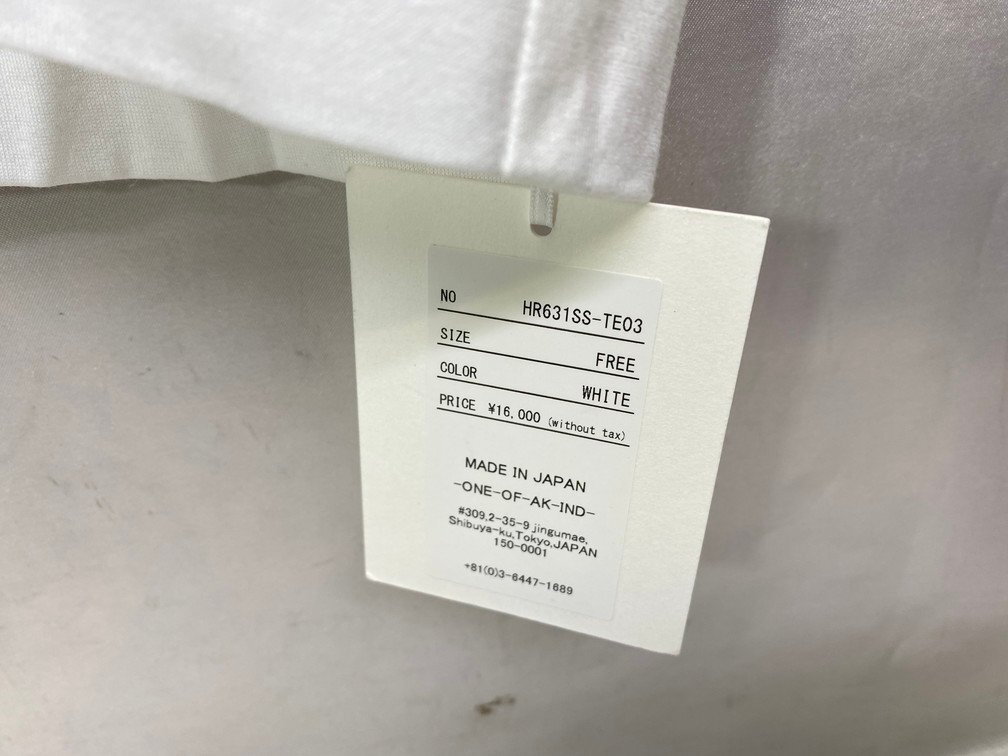 NO HR631SS-TE03
SIZE FREE
COLOR WHITE
PRICE ¥16,000 (without tax)
MADE IN JAPAN
-ONE-OF-AK-IND-
#309,2-35-9 jingumae,
Shibuya-ku,Tokyo,JAPAN
150-0001
+81(0)3-6447-1689